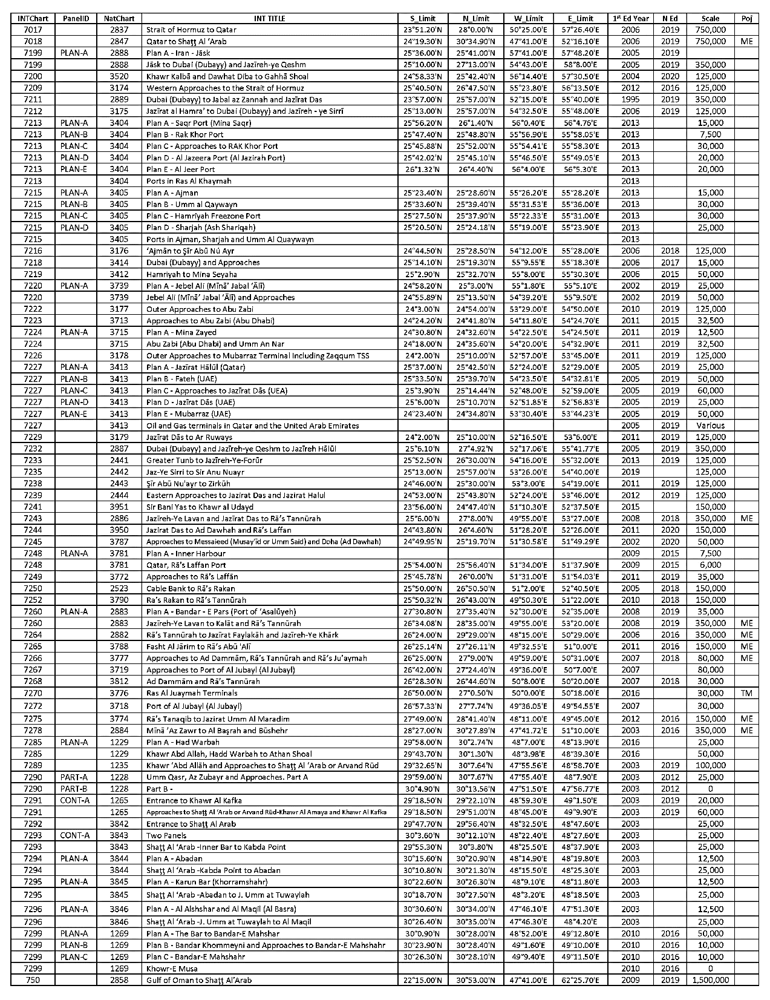 INTChart PanelID NatChart INT TITLE S_Limit N_Limit W_Limit E_Limit 1st Ed Year N Ed Scale Poj
7017 2837 Strait of Hormuz to Qatar 23°51.20'N 28°0.00'N 50°25.00'E 57°26.40'E 2006 2019 750,000
7018 2847 Qatar to Shaţţ Al ‘Arab 24°19.30'N 30°34.90'N 47°41.00'E 52°16.10'E 2006 2019 750,000 ME
7199 PLAN-A 2888 Plan A - Iran - Jāsk 25°36.00'N 25°41.00'N 57°41.00'E 57°48.20'E 2005 2019
7199 2888 Jāsk to Dubai (Dubayy) and Jazīreh-ye Qeshm 25°10.00'N 27°13.00'N 54°43.00'E 58°8.00'E 2005 2019 350,000
7200 3520 Khawr Kalbā and Dawhat Diba to Gahhā Shoal 24°58.33'N 25°42.40'N 56°14.40'E 57°30.50'E 2004 2020 125,000
7209 3174 Western Approaches to the Strait of Hormuz 25°40.50'N 26°47.50'N 55°23.80'E 56°13.50'E 2012 2016 125,000
7211 2889 Dubai (Dubayy) to Jabal az Zannah and Jazīrat Das 23°57.00'N 25°57.00'N 52°15.00'E 55°40.00'E 1995 2019 350,000
7212 3175 Jazīrat al Hamra’ to Dubai (Dubayy) and Jazīreh - ye Sirrī 25°13.00'N 25°57.00'N 54°32.50'E 55°48.00'E 2006 2019 125,000
7213 PLAN-A 3404 Plan A - Saqr Port (Mina Saqr) 25°56.20'N 26°1.40'N 56°0.40'E 56°4.76'E 2013 15,000
7213 PLAN-B 3404 Plan B - Rak Khor Port 25°47.40'N 25°48.80'N 55°56.90'E 55°58.05'E 2013 7,500
7213 PLAN-C 3404 Plan C - Approaches to RAK Khor Port 25°45.88'N 25°52.00'N 55°54.41'E 55°58.30'E 2013 30,000
7213 PLAN-D 3404 Plan D - Al Jazeera Port (Al Jazirah Port) 25°42.02'N 25°45.10'N 55°46.50'E 55°49.05'E 2013 20,000
7213 PLAN-E 3404 Plan E - Al Jeer Port 26°1.32'N 26°4.40'N 56°4.00'E 56°5.30'E 2013 20,000
7213 3404 Ports in Ras Al Khaymah 2013
7215 PLAN-A 3405 Plan A - Ajman 25°23.40'N 25°28.60'N 55°26.20'E 55°28.20'E 2013 15,000
7215 PLAN-B 3405 Plan B - Umm al Qaywayn 25°33.60'N 25°39.40'N 55°31.53'E 55°36.00'E 2013 30,000
7215 PLAN-C 3405 Plan C - Hamriyah Freezone Port 25°27.50'N 25°37.90'N 55°22.33'E 55°31.00'E 2013 30,000
7215 PLAN-D 3405 Plan D - Sharjah (Ash Shariqah) 25°20.50'N 25°24.18'N 55°19.00'E 55°23.90'E 2013 25,000
7215 3405 Ports in Ajman, Sharjah and Umm Al Quaywayn 2013
7216 3176 ‘Ajmān to Şīr Abū Nú Ayr 24°44.50'N 25°28.50'N 54°12.00'E 55°28.00'E 2006 2018 125,000
7218 3414 Dubai (Dubayy) and Approaches 25°14.10'N 25°19.30'N 55°9.55'E 55°18.30'E 2006 2017 15,000
7219 3412 Hamriyah to Mina Seyaha 25°2.90'N 25°32.70'N 55°8.00'E 55°30.30'E 2006 2015 50,000
7220 PLAN-A 3739 Plan A - Jebel Ali (Mīnā’ Jabal ‘Ālī) 24°58.20'N 25°3.00'N 55°1.80'E 55°5.10'E 2002 2019 25,000
7220 3739 Jebel Ali (Mīnā’ Jabal ‘Ālī) and Approaches 24°55.89'N 25°13.50'N 54°39.20'E 55°9.50'E 2002 2019 50,000
7222 3177 Outer Approaches to Abu Zabi 24°3.00'N 24°54.00'N 53°29.00'E 54°50.00'E 2010 2019 125,000
7223 3713 Approaches to Abu Zabi (Abu Dhabi) 24°24.20'N 24°41.80'N 54°11.80'E 54°24.70'E 2011 2015 32,500
7224 PLAN-A 3715 Plan A - Mina Zayed 24°30.80'N 24°32.60'N 54°22.50'E 54°24.50'E 2011 2019 12,500
7224 3715 Abu Zabi (Abu Dhabi) and Umm An Nar 24°18.00'N 24°35.60'N 54°20.00'E 54°32.90'E 2011 2019 32,500
7226 3178 Outer Approaches to Mubarraz Terminal Including Zaqqum TSS 24°2.00'N 25°10.00'N 52°57.00'E 53°45.00'E 2011 2019 125,000
7227 PLAN-A 3413 Plan A - Jazīrat Hālūl (Qatar) 25°37.00'N 25°42.50'N 52°24.00'E 52°29.00'E 2005 2019 25,000
7227 PLAN-B 3413 Plan B - Fateh (UAE) 25°33.50'N 25°39.70'N 54°23.50'E 54°32.81'E 2005 2019 50,000
7227 PLAN-C 3413 Plan C - Approaches to Jazīrat Dās (UEA) 25°3.90'N 25°14.44'N 52°48.00'E 52°59.00'E 2005 2019 60,000
7227 PLAN-D 3413 Plan D - Jazīrat Dās (UAE) 25°6.00'N 25°10.70'N 52°51.85'E 52°56.83'E 2005 2019 25,000
7227 PLAN-E 3413 Plan E - Mubarraz (UAE) 24°23.40'N 24°34.80'N 53°30.40'E 53°44.23'E 2005 2019 50,000
7227 3413 Oil and Gas terminals in Qatar and the United Arab Emirates 2005 2019 Various
7229 3179 Jazīrat Dās to Ar Ruways 24°2.00'N 25°10.00'N 52°16.50'E 53°6.00'E 2011 2019 125,000
7232 2887 Dubai (Dubayy) and Jazīreh-ye Qeshm to Jazīreh Hālūl 25°6.10'N 27°4.92'N 52°17.06'E 55°41.77'E 2005 2019 350,000
7233 2441 Greater Tunb to Jazīreh-Ye-Forūr 25°52.50'N 26°30.00'N 54°16.00'E 55°32.00'E 2013 2019 125,000
7235 2442 Jaz-Ye Sirri to Sir Anu Nuayr 25°13.00'N 25°57.00'N 53°26.00'E 54°40.00'E 2019 125,000
7238 2443 Şīr Abū Nu'ayr to Zirkūh 24°46.00'N 25°30.00'N 53°3.00'E 54°19.00'E 2011 2019 125,000
7239 2444 Eastern Approaches to Jazirat Das and Jazirat Halul 24°53.00'N 25°43.80'N 52°24.00'E 53°46.00'E 2012 2019 125,000
7241 3951 Sir Bani Yas to Khawr al Udayd 23°56.00'N 24°47.40'N 51°10.30'E 52°37.50'E 2015 150,000
7243 2886 Jazīreh-Ye Lavan and Jazīrat Das to Rā’s Tannūrah 25°6.00'N 27°8.00'N 49°55.00'E 53°27.00'E 2008 2018 350,000 ME
7244 3950 Jazirat Das to Ad Dawhah and Rā’s Laffan 24°43.80'N 26°4.60'N 51°28.20'E 52°26.00'E 2011 2020 150,000
7245 3787 Approaches to Messaieed (Musay'īd or Umm Said) and Doha (Ad Dawhah) 24°49.95'N 25°19.70'N 51°30.58'E 51°49.29'E 2002 2020 50,000
7248 PLAN-A 3781 Plan A - Inner Harbour 2009 2015 7,500
7248 3781 Qatar, Rā’s Laffan Port 25°54.00'N 25°56.40'N 51°34.00'E 51°37.90'E 2009 2015 6,000
7249 3772 Approaches to Rā’s Laffān 25°45.78'N 26°0.00'N 51°31.00'E 51°54.03'E 2011 2019 35,000
7250 2523 Cable Bank to Rā’s Rakan 25°50.00'N 26°50.50'N 51°2.00'E 52°40.50'E 2005 2018 150,000
7252 3790 Ra’s Rakan to Rā’s Tannūrah 25°50.32'N 26°43.00'N 49°50.30'E 51°22.00'E 2010 2018 150,000
7260 PLAN-A 2883 Plan A - Bandar - E Pars (Port of ‘Asalūyeh) 27°30.80'N 27°35.40'N 52°30.00'E 52°35.00'E 2008 2019 35,000
7260 2883 Jazīreh-Ye Lavan to Kalāt and Rā’s Tannūrah 26°34.08'N 28°35.00'N 49°55.00'E 53°20.00'E 2008 2019 350,000 ME
7264 2882 Rā’s Tannūrah to Jazīrat Faylakāh and Jazīreh-Ye Khārk 26°24.00'N 29°29.00'N 48°15.00'E 50°29.00'E 2006 2016 350,000 ME
7265 3788 Fasht Al Jārim to Rā’s Abū 'Alī 26°25.14'N 27°26.11'N 49°32.55'E 51°0.00'E 2011 2016 150,000 ME
7266 3777 Approaches to Ad Dammām, Rā’s Tannūrah and Rā’s Ju’aymah 26°25.00'N 27°9.00'N 49°59.00'E 50°31.00'E 2007 2018 80,000 ME
7267 3719 Approaches to Port of Al Jubayl (Al Jubayl) 26°42.00'N 27°24.40'N 49°36.00'E 50°7.00'E 2007 80,000
7268 3812 Ad Dammām and Rā’s Tannūrah 26°28.30'N 26°44.60'N 50°8.00'E 50°20.00'E 2007 2018 30,000
7270 3776 Ras Al Juaymah Terminals 26°50.00'N 27°0.50'N 50°0.00'E 50°18.00'E 2016 30,000 TM
7272 3718 Port of Al Jubayl (Al Jubayl) 26°57.33'N 27°7.74'N 49°36.05'E 49°54.55'E 2007 30,000
7275 3774 Rā’s Tanaqib to Jazirat Umm Al Maradim 27°49.00'N 28°41.40'N 48°11.00'E 49°45.00'E 2012 2016 150,000 ME
7278 2884 Mīnā ’Az Zawr to Al Başrah and Būshehr 28°27.00'N 30°27.89'N 47°41.72'E 51°10.00'E 2003 2016 350,000 ME
7285 PLAN-A 1229 Plan A - Had Warbah 29°58.00'N 30°2.74'N 48°7.00'E 48°13.90'E 2016 25,000
7285 1229 Khawr Abd Allah, Hadd Warbah to Athan Shoal 29°43.70'N 30°1.30'N 48°3.98'E 48°39.30'E 2016 50,000
7289 1235 Khawr ‘Abd Allāh and Approaches to Shaţţ Al ‘Arab or Arvand Rūd 29°32.65'N 30°7.64'N 47°55.56'E 48°58.70'E 2003 2019 100,000
7290 PART-A 1228 Umm Qasr, Az Zubayr and Approaches. Part A 29°59.00'N 30°7.67'N 47°55.40'E 48°7.90'E 2003 2012 25,000
7290 PART-B 1228 Part B - 30°4.90'N 30°13.56'N 47°51.50'E 47°56.77'E 2003 2012 0
7291 CONT-A 1265 Entrance to Khawr Al Kafka 29°18.50'N 29°22.10'N 48°59.30'E 49°1.50'E 2003 2019 20,000
7291 1265 Approaches to Shaţţ Al ‘Arab or Arvand Rūd-Khawr Al Amaya and Khawr Al Kafka 29°18.50'N 29°51.00'N 48°45.00'E 49°9.90'E 2003 2019 60,000
7292 3842 Entrance to Shaţţ Al Arab 29°47.70'N 29°56.40'N 48°32.50'E 48°47.60'E 2003 25,000
7293 CONT-A 3843 Two Panels 30°3.60'N 30°12.10'N 48°22.40'E 48°27.60'E 2003 25,000
7293 3843 Shaţţ Al ‘Arab -Inner Bar to Kabda Point 29°55.30'N 30°3.80'N 48°25.50'E 48°37.90'E 2003 25,000
7294 PLAN-A 3844 Plan A - Abadan 30°15.60'N 30°20.90'N 48°14.90'E 48°19.80'E 2003 12,500
7294 3844 Shaţţ Al ‘Arab -Kabda Point to Abadan 30°10.80'N 30°21.30'N 48°15.50'E 48°25.30'E 2003 25,000
7295 PLAN-A 3845 Plan A - Karun Bar (Khorramshahr) 30°22.60'N 30°26.30'N 48°9.10'E 48°11.80'E 2003 12,500
7295 3845 Shaţţ Al ‘Arab -Abadan to J. Umm at Tuwaylah 30°18.70'N 30°27.50'N 48°3.20'E 48°18.50'E 2003 25,000
7296 PLAN-A 3846 Plan A - Al Alshshar and Al Maqil (Al Basra) 30°30.60'N 30°34.00'N 47°46.10'E 47°51.30'E 2003 12,500
7296 3846 Shaţţ Al ‘Arab -J. Umm at Tuwaylah to Al Maqil 30°26.40'N 30°35.00'N 47°46.30'E 48°4.20'E 2003 25,000
7299 PLAN-A 1269 Plan A - The Bar to Bandar-E Mahshar 30°0.90'N 30°28.00'N 48°52.00'E 49°12.80'E 2010 2016 50,000
7299 PLAN-B 1269 Plan B - Bandar Khommeyni and Approaches to Bandar-E Mahshahr 30°23.90'N 30°28.40'N 49°1.60'E 49°10.00'E 2010 2016 10,000
7299 PLAN-C 1269 Plan C - Bandar-E Mahshahr 30°26.30'N 30°28.10'N 49°9.40'E 49°11.50'E 2010 2016 10,000
7299 1269 Khowr-E Musa 2010 2016 0
750 2858 Gulf of Oman to Shaţţ Al’Arab 22°15.00'N 30°53.00'N 47°41.00'E 62°25.70'E 2009 2019 1,500,000